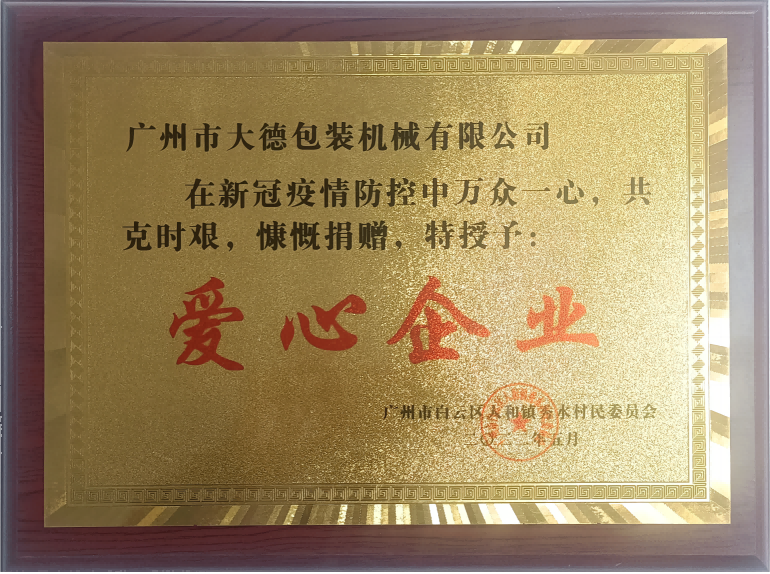 广州市大德包装机械有限公司
在新冠疫情防控中万众一心，共
克时艰，慷慨捐赠，特授予：
爱心企业
广州市白云区人和镇秀水村民委员会
二〇二二年五月